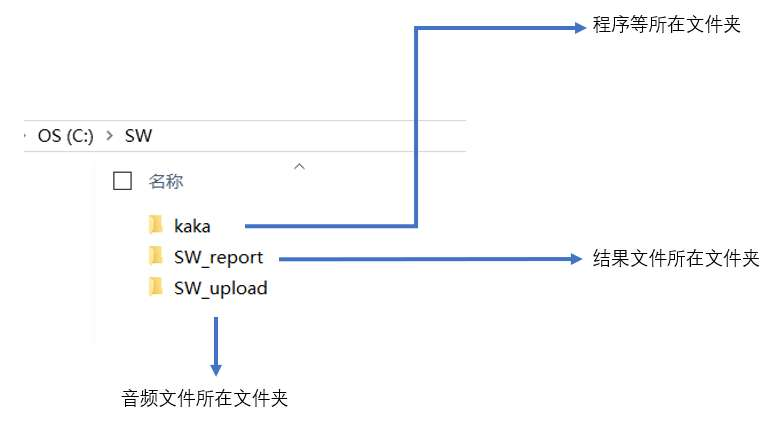 程序等所在文件夹
OS (C:) > SW
名称
kaka
SW_report
结果文件所在文件夹
SW_upload
音频文件所在文件夹